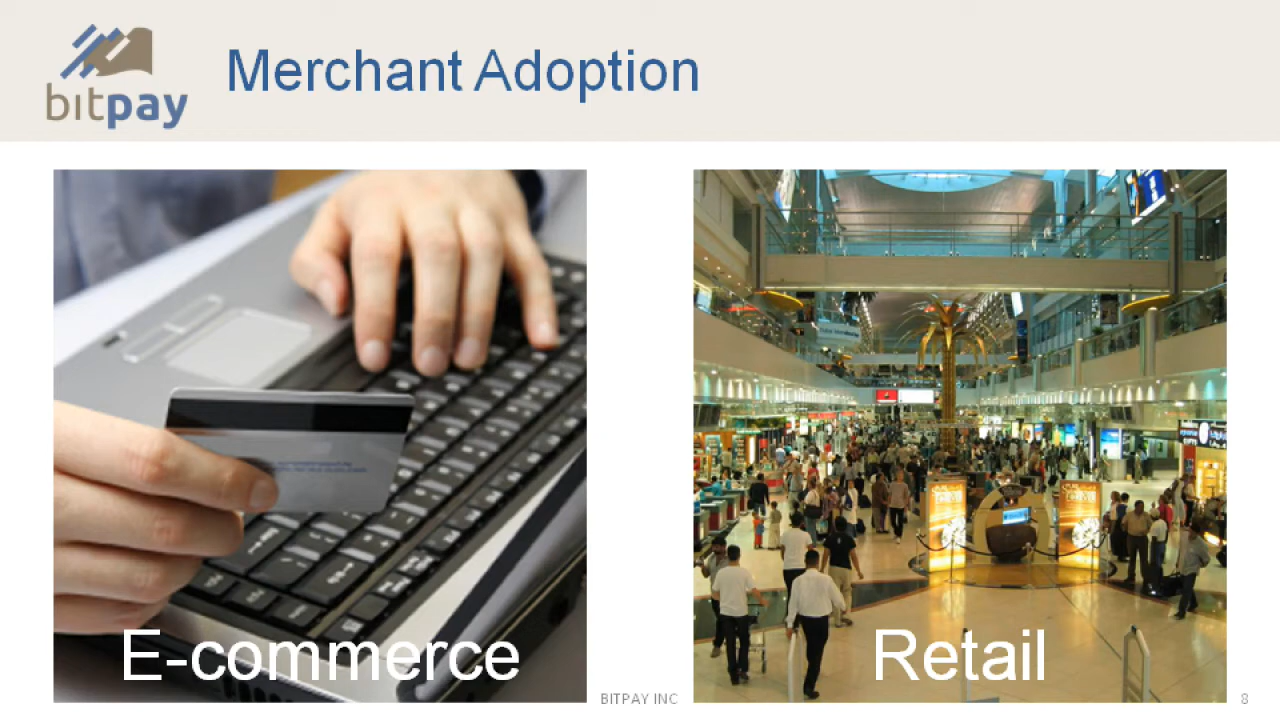 bitpay
Merchant Adoption
E-commerce
Retail
BITPAY INC
8